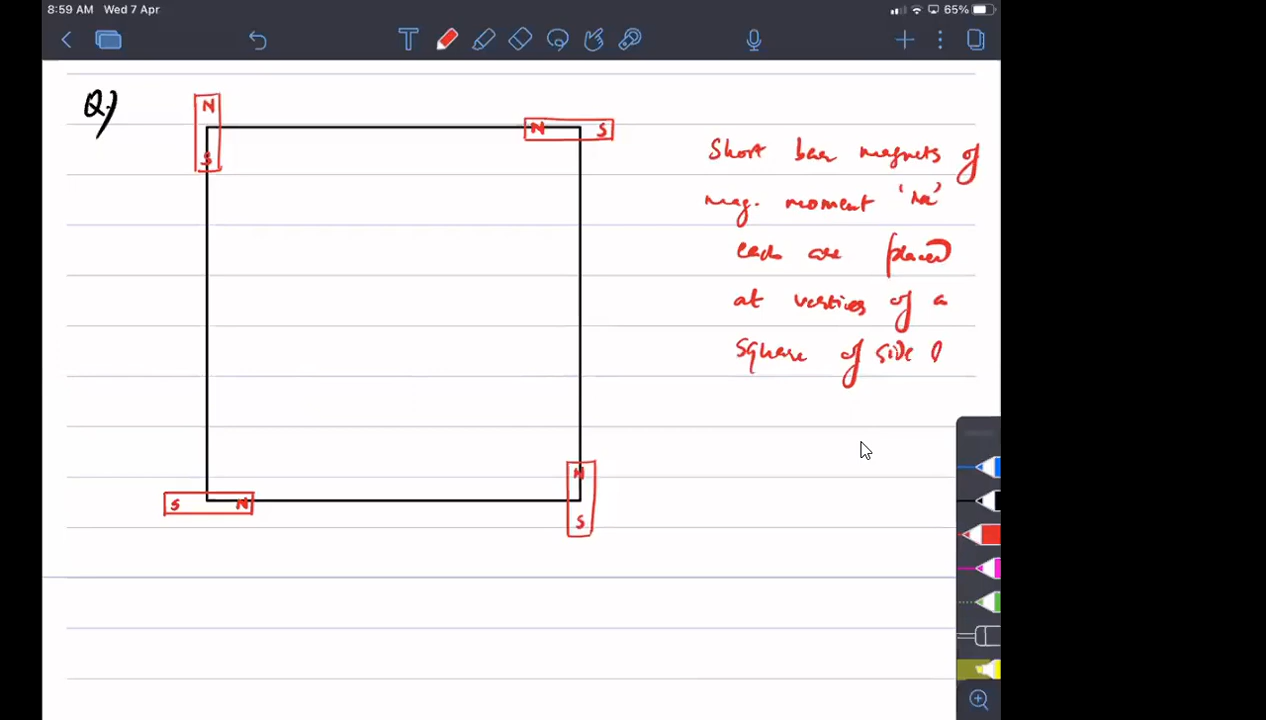 8:59 AM Wed 7 Apr
65%
T
Q)
N
S
N S
Short bar magnets of
mag. moment 'm'
each are placed
at vertices of a
square of side l
N
S
S N